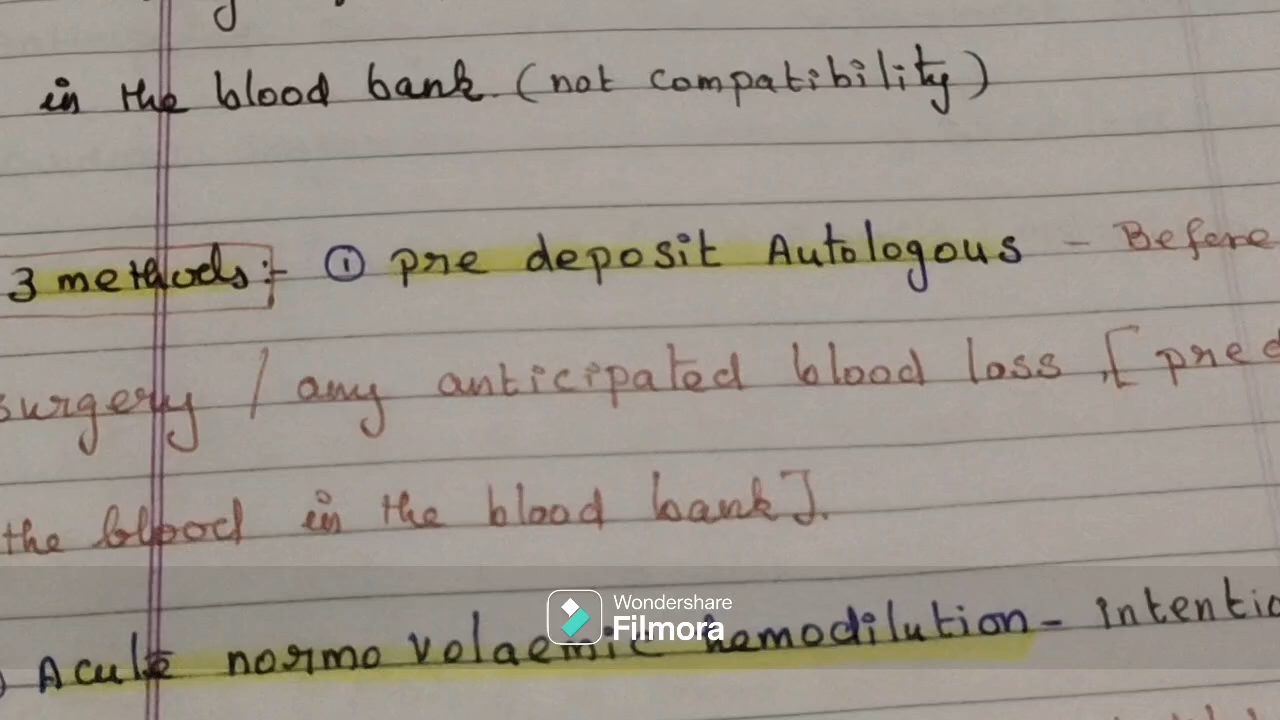 in the blood bank (not compatibility)
3 methods:- ① pre deposit Autologous - Before
surgery / any anticipated blood loss, [pred
the blood in the blood bank].
Wondershare
Filmora
Acute normo volaemic hemodilution - Intentio